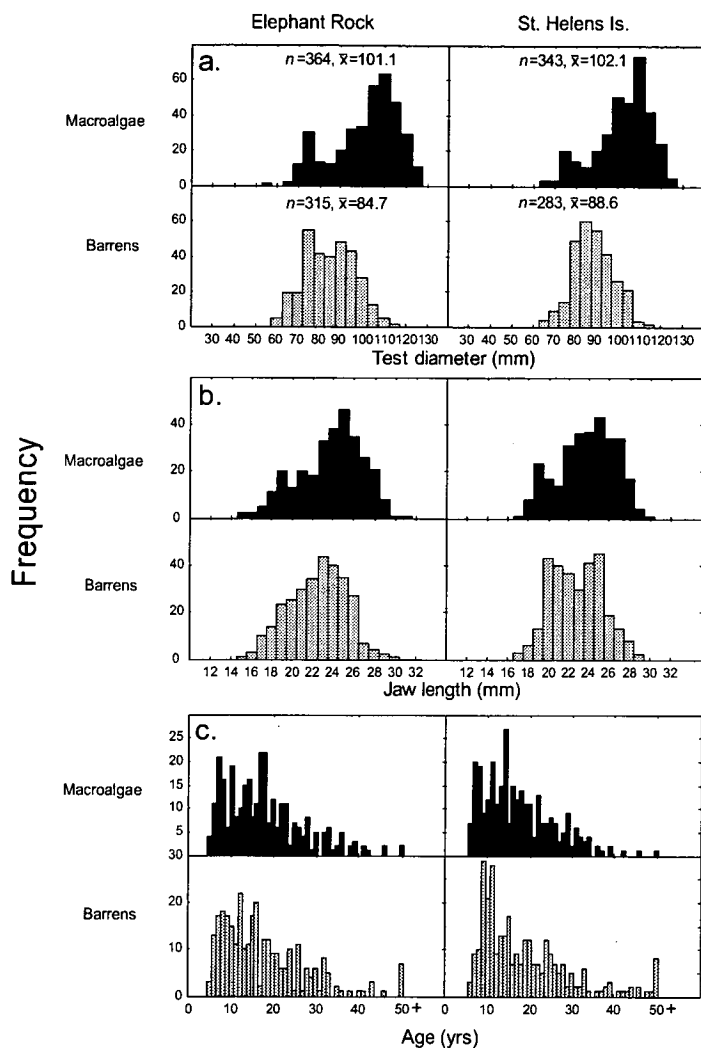 Elephant Rock St. Helens Is.
a.
n=364, x̄=101.1 n=343, x̄=102.1
60
Macroalgae 40
20
0
n=315, x̄=84.7 n=283, x̄=88.6
60
Barrens 40
20
0
30 40 50 60 70 80 90 100110120130 30 40 50 60 70 80 90 100110120130
Test diameter (mm)
b.
40
Macroalgae
20
0
Frequency
40
Barrens
20
0
12 14 16 18 20 22 24 26 28 30 32 12 14 16 18 20 22 24 26 28 30 32
Jaw length (mm)
c.
25
20
Macroalgae 15
10
5
30
20
Barrens
10
0
0 10 20 30 40 50+ 0 10 20 30 40 50+
Age (yrs)